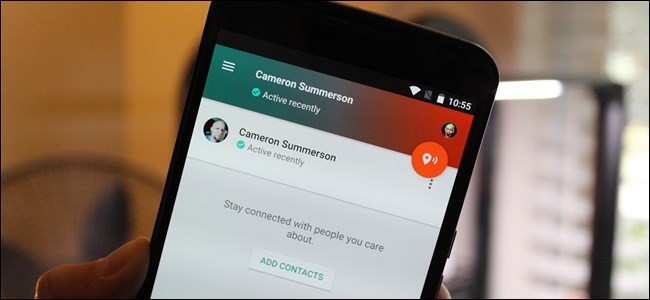 10:55
Cameron Summerson
Active recently
Cameron Summerson
Active recently
Stay connected with people you care
about.
ADD CONTACTS